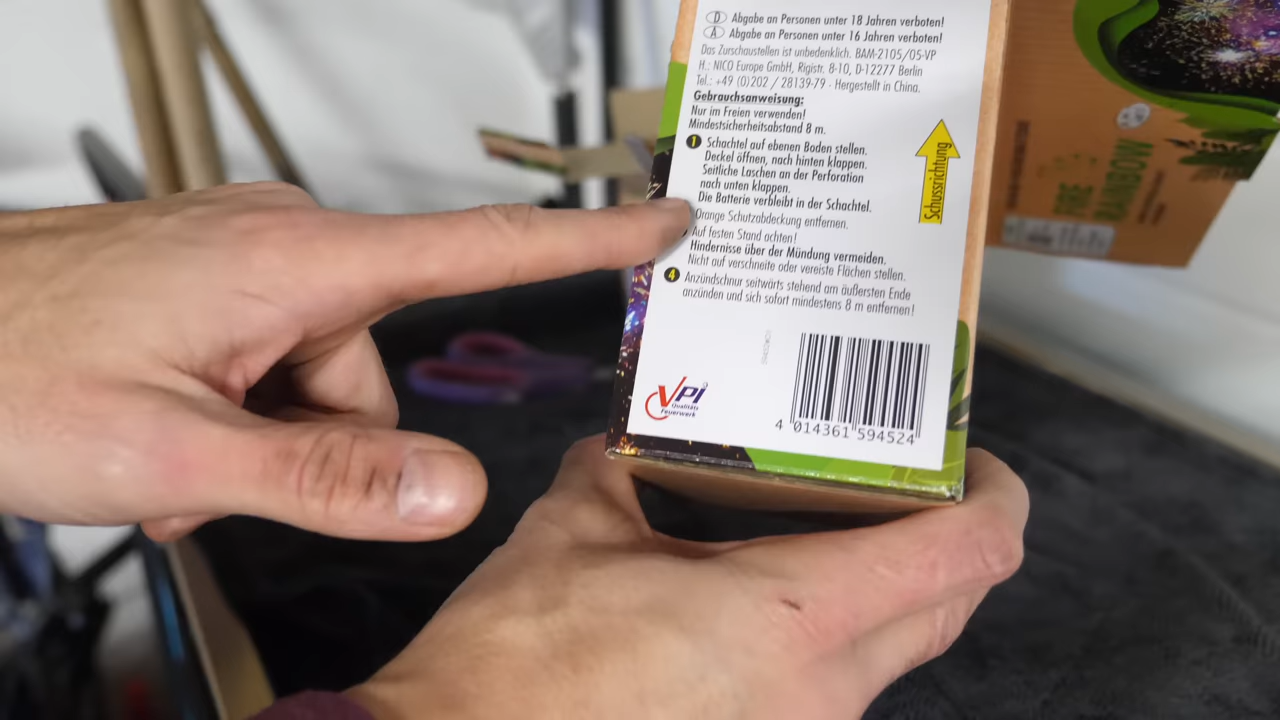 D Abgabe an Personen unter 18 Jahren verboten!
A Abgabe an Personen unter 16 Jahren verboten!
Das Zurschaustellen ist unbedenklich. BAM-2105/05-VP
H.: NICO Europe GmbH, Rigistr. 8-10, D-12277 Berlin
Tel.: +49 (0)202 / 28139-79 · Hergestellt in China.
Gebrauchsanweisung:
Nur im Freien verwenden!
Mindestsicherheitsabstand 8 m.
1 Schachtel auf ebenen Boden stellen.
Deckel öffnen, nach hinten klappen.
Seitliche Laschen an der Perforation
nach unten klappen.
Die Batterie verbleibt in der Schachtel.
Orange Schutzabdeckung entfernen.
Auf festen Stand achten!
Hindernisse über der Mündung vermeiden.
Nicht auf verschneite oder vereiste Flächen stellen.
4 Anzündschnur seitwärts stehend am äußersten Ende
anzünden und sich sofort mindestens 8 m entfernen!
Schussrichtung
VPI
Qualitäts
Feuerwerk
4 014361 594524
RAINBOW